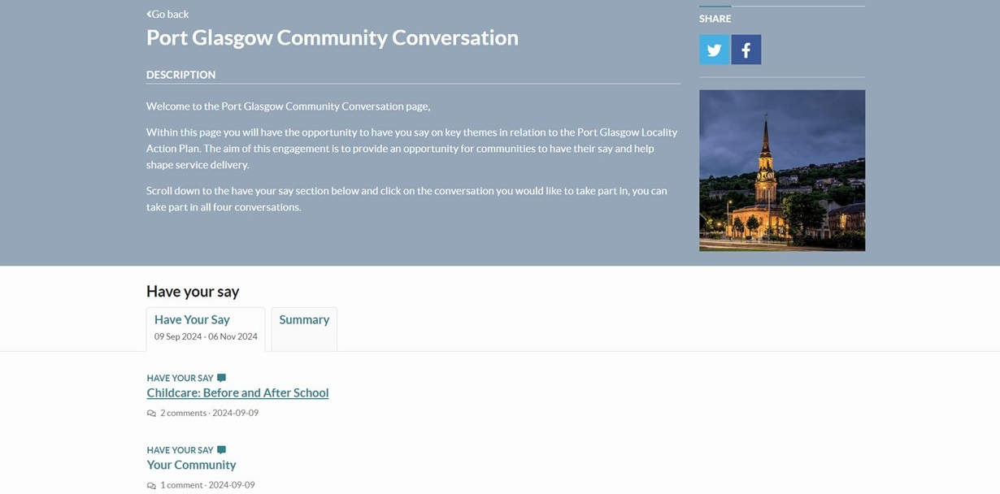 Go back
Port Glasgow Community Conversation
DESCRIPTION
Welcome to the Port Glasgow Community Conversation page,
Within this page you will have the opportunity to have you say on key themes in relation to the Port Glasgow Locality
Action Plan. The aim of this engagement is to provide an opportunity for communities to have their say and help
shape service delivery.
Scroll down to the have your say section below and click on the conversation you would like to take part in, you can
take part in all four conversations.
SHARE
Have your say
Have Your Say
09 Sep 2024 - 06 Nov 2024
Summary
HAVE YOUR SAY
Childcare: Before and After School
2 comments · 2024-09-09
HAVE YOUR SAY
Your Community
1 comment · 2024-09-09